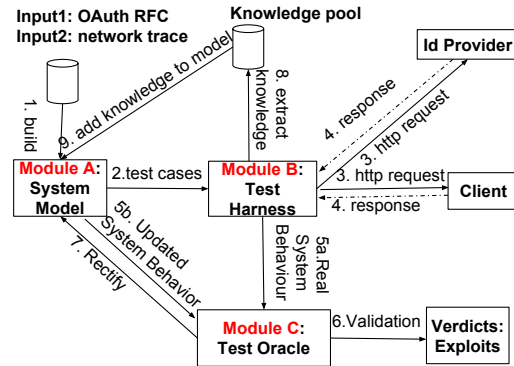 Input1: OAuth RFC
Input2: network trace
Knowledge pool
Id Provider
1. build
9. add knowledge to model
8. extract
knowledge
4. response
3. http request
Module A:
System
Model
2.test cases
Module B:
Test
Harness
3. http request
4. response
Client
5b. Updated
System Behavior
7. Rectify
5a.Real
System
Behaviour
Module C:
Test Oracle
6.Validation
Verdicts:
Exploits